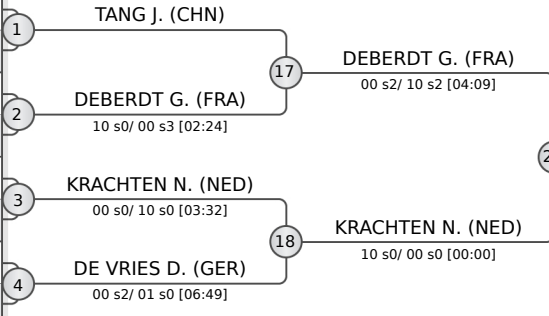 TANG J. (CHN)
1
17
DEBERDT G. (FRA)
00 s2/ 10 s2 [04:09]
DEBERDT G. (FRA)
2
10 s0/ 00 s3 [02:24]
2
KRACHTEN N. (NED)
3
00 s0/ 10 s0 [03:32]
18
KRACHTEN N. (NED)
10 s0/ 00 s0 [00:00]
DE VRIES D. (GER)
4
00 s2/ 01 s0 [06:49]